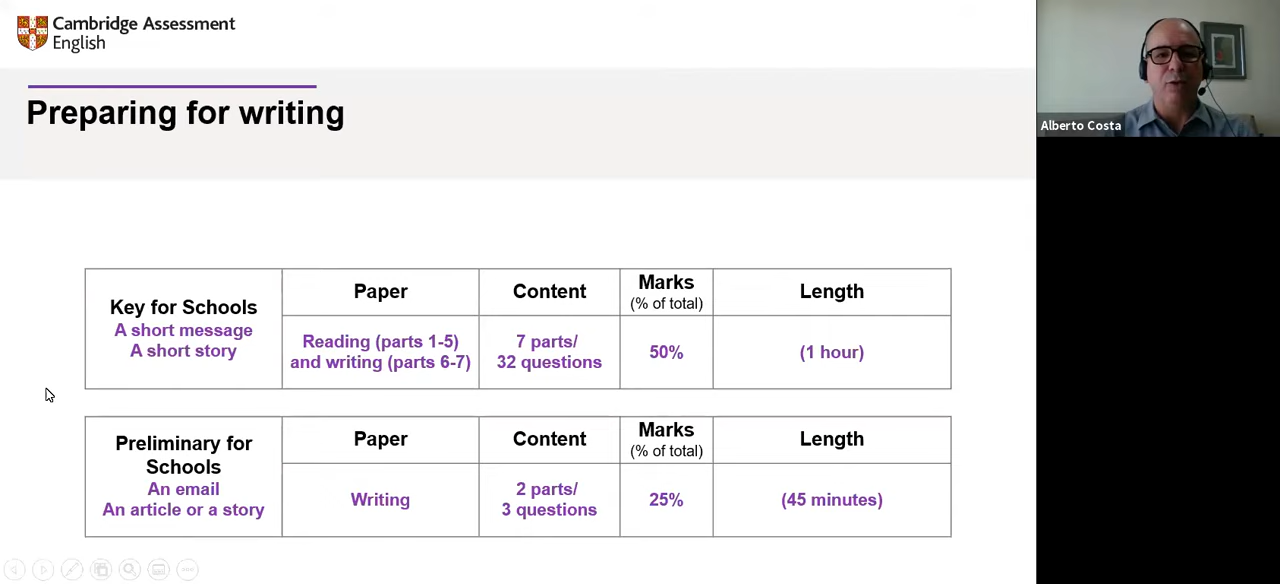 Cambridge Assessment
English
Preparing for writing
Alberto Costa
Key for Schools
A short message
A short story
Paper
Content
Marks
(% of total)
Length
Reading (parts 1-5)
and writing (parts 6-7)
7 parts/
32 questions
50%
(1 hour)
Preliminary for
Schools
An email
An article or a story
Paper
Content
Marks
(% of total)
Length
Writing
2 parts/
3 questions
25%
(45 minutes)